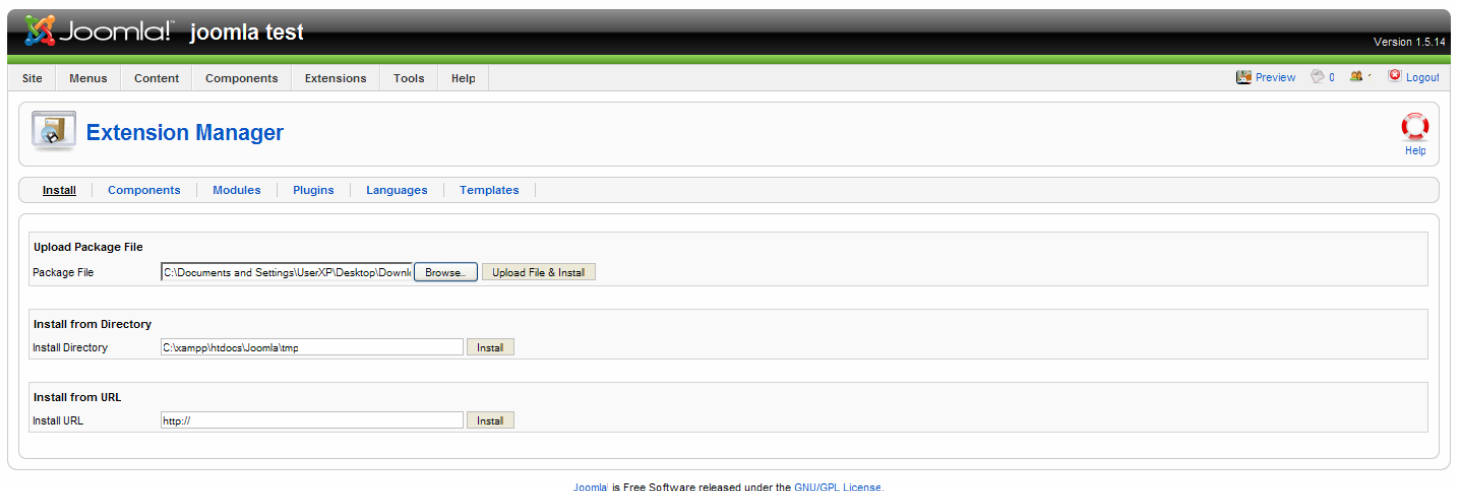 Joomla!™ joomla test
Version 1.5.14
Site Menus Content Components Extensions Tools Help Preview 0 Logout
Extension Manager
Help
Install Components Modules Plugins Languages Templates
Upload Package File
Package File C:\Documents and Settings\UserXP\Desktop\Downl Browse... Upload File & Install
Install from Directory
Install Directory C:\xampp\htdocs\Joomla\tmp Install
Install from URL
Install URL http:// Install
Joomla! is Free Software released under the GNU/GPL License.